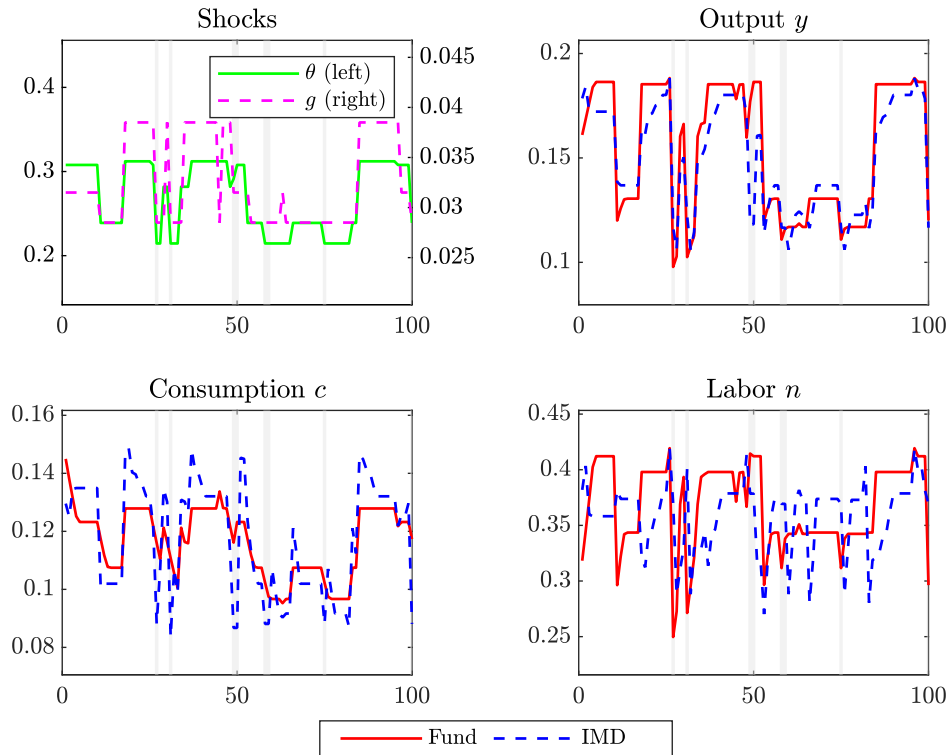 Shocks
0.4
0.3
0.2
0.045
0.04
0.035
0.03
0.025
θ (left)
g (right)
0 50 100
Output y
0.2
0.15
0.1
0 50 100
Consumption c
0.16
0.14
0.12
0.1
0.08
0 50 100
Labor n
0.45
0.4
0.35
0.3
0.25
0 50 100
Fund IMD